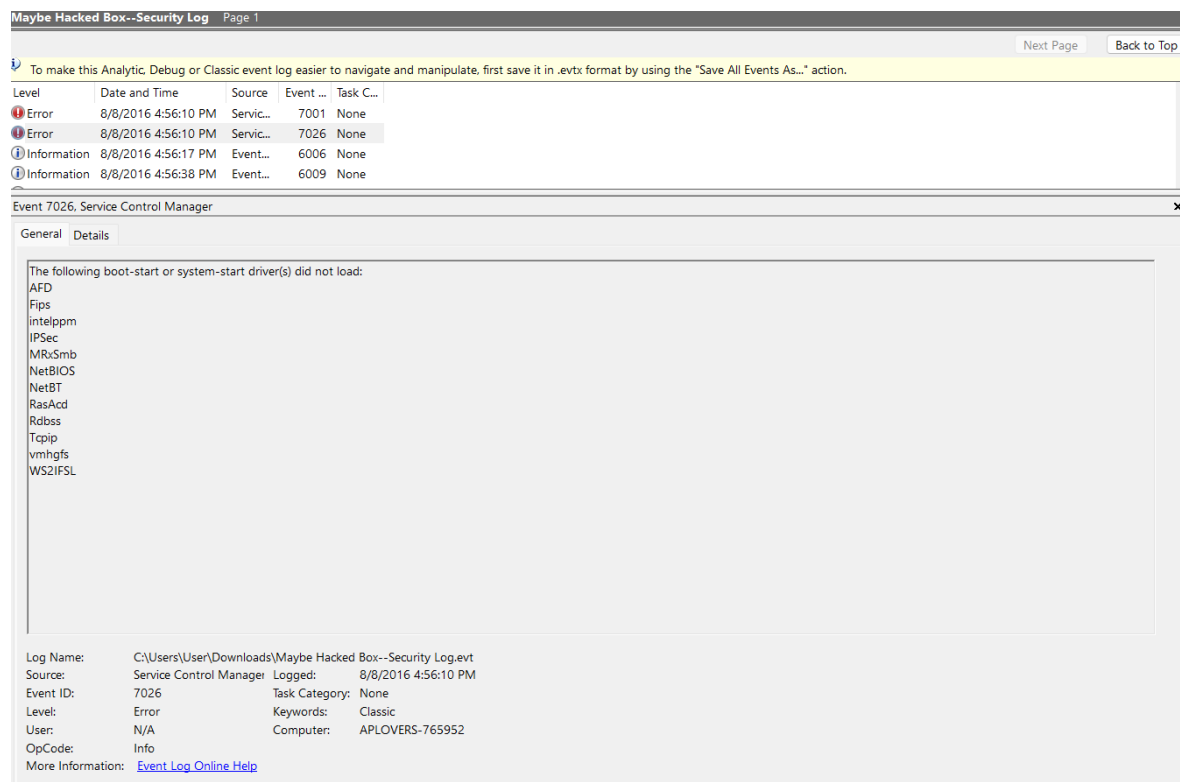 Maybe Hacked Box--Security Log Page 1
Next Page Back to Top
To make this Analytic, Debug or Classic event log easier to navigate and manipulate, first save it in .evtx format by using the "Save All Events As..." action.
Level Date and Time Source Event ... Task C...
Error 8/8/2016 4:56:10 PM Servic... 7001 None
Error 8/8/2016 4:56:10 PM Servic... 7026 None
Information 8/8/2016 4:56:17 PM Event... 6006 None
Information 8/8/2016 4:56:38 PM Event... 6009 None
Event 7026, Service Control Manager
General Details
The following boot-start or system-start driver(s) did not load:
AFD
Fips
intelppm
IPSec
MRxSmb
NetBIOS
NetBT
RasAcd
Rdbss
Tcpip
vmhgfs
WS2IFSL
Log Name: C:\Users\User\Downloads\Maybe Hacked Box--Security Log.evt
Source: Service Control Manager Logged: 8/8/2016 4:56:10 PM
Event ID: 7026 Task Category: None
Level: Error Keywords: Classic
User: N/A Computer: APLOVERS-765952
OpCode: Info
More Information: Event Log Online Help